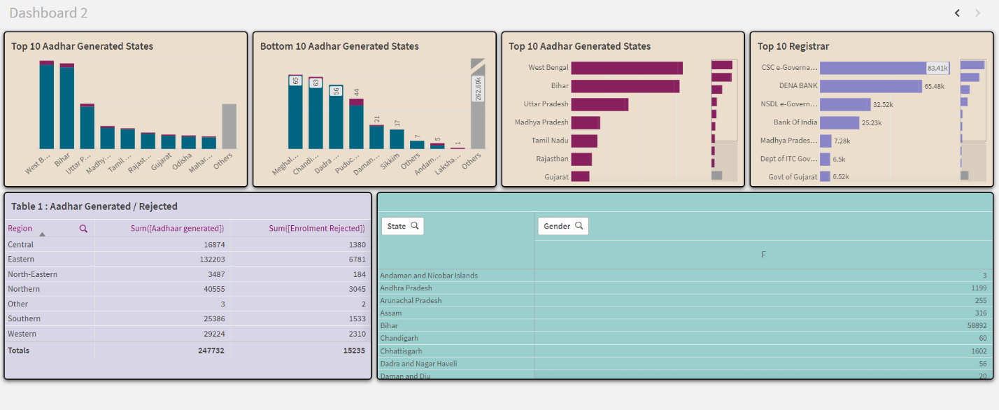 Dashboard 2
Top 10 Aadhar Generated States
West B...
Bihar
Uttar P...
Madhy...
Tamil ...
Rajast...
Gujarat
Odisha
Mahar...
Others
Bottom 10 Aadhar Generated States
65
63
56
44
21
17
7
5
1
262.69k
Meghal...
Chandi...
Dadra ...
Puduc...
Daman...
Sikkim
Others
Andam...
Laksha...
Others
Top 10 Aadhar Generated States
West Bengal
Bihar
Uttar Pradesh
Madhya Pradesh
Tamil Nadu
Rajasthan
Gujarat
Top 10 Registrar
CSC e-Governa... 83.41k
DENA BANK 65.48k
NSDL e-Govern... 32.52k
Bank Of India 25.23k
Madhya Prades... 7.28k
Dept of ITC Gov... 6.5k
Govt of Gujarat 6.52k
Table 1 : Aadhar Generated / Rejected
Region Sum([Aadhaar generated]) Sum([Enrolment Rejected])
Central 16874 1380
Eastern 132203 6781
North-Eastern 3487 184
Northern 40555 3045
Other 3 2
Southern 25386 1533
Western 29224 2310
Totals 247732 15235
State Gender
F
Andaman and Nicobar Islands 3
Andhra Pradesh 1199
Arunachal Pradesh 255
Assam 316
Bihar 58892
Chandigarh 60
Chhattisgarh 1602
Dadra and Nagar Haveli 56
Daman and Diu 20